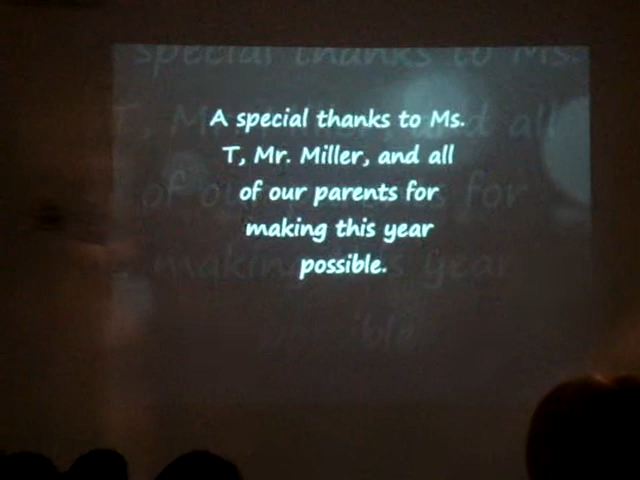 A special thanks to Ms.
T, Mr. Miller, and all
of our parents for
making this year
possible.